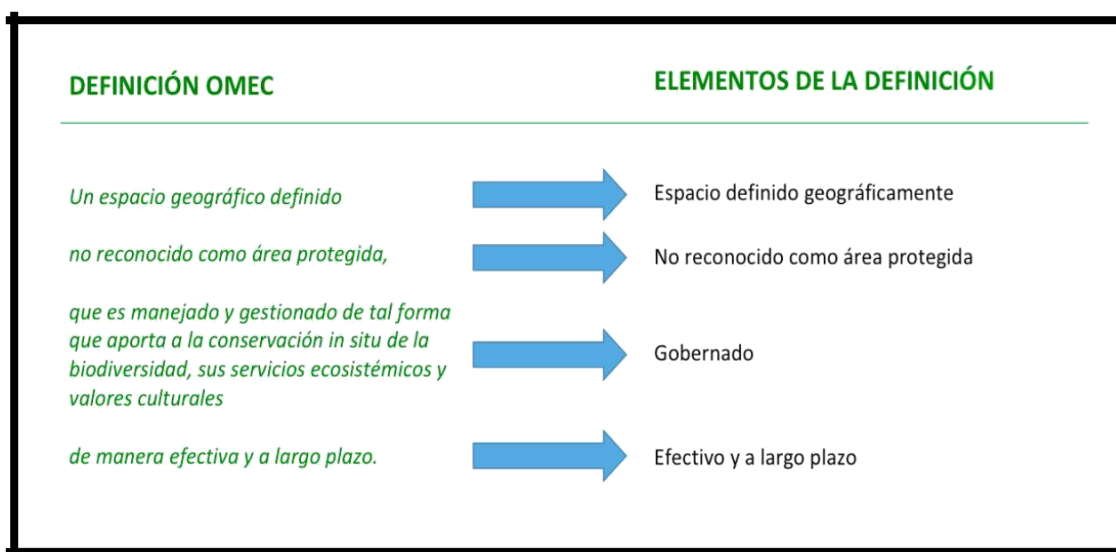 DEFINICIÓN OMEC
ELEMENTOS DE LA DEFINICIÓN
Un espacio geográfico definido
Espacio definido geográficamente
no reconocido como área protegida,
No reconocido como área protegida
que es manejado y gestionado de tal forma
que aporta a la conservación in situ de la
biodiversidad, sus servicios ecosistémicos y
valores culturales
Gobernado
de manera efectiva y a largo plazo.
Efectivo y a largo plazo